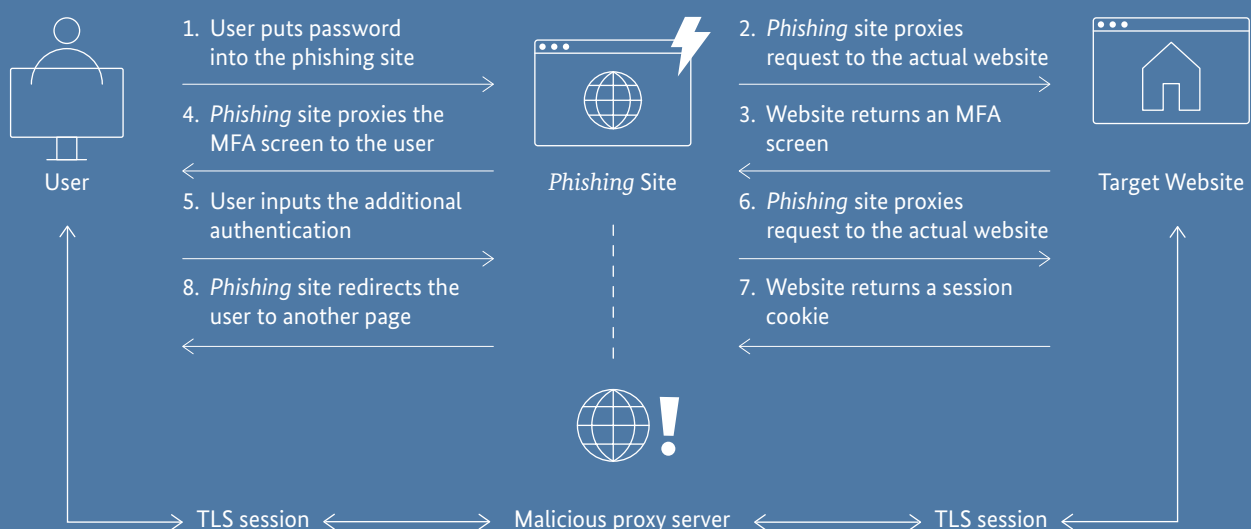 1. User puts password
into the phishing site
2. Phishing site proxies
request to the actual website
4. Phishing site proxies the
MFA screen to the user
3. Website returns an MFA
screen
User
Phishing Site
Target Website
5. User inputs the additional
authentication
6. Phishing site proxies
request to the actual website
8. Phishing site redirects the
user to another page
7. Website returns a session
cookie
!
TLS session
Malicious proxy server
TLS session